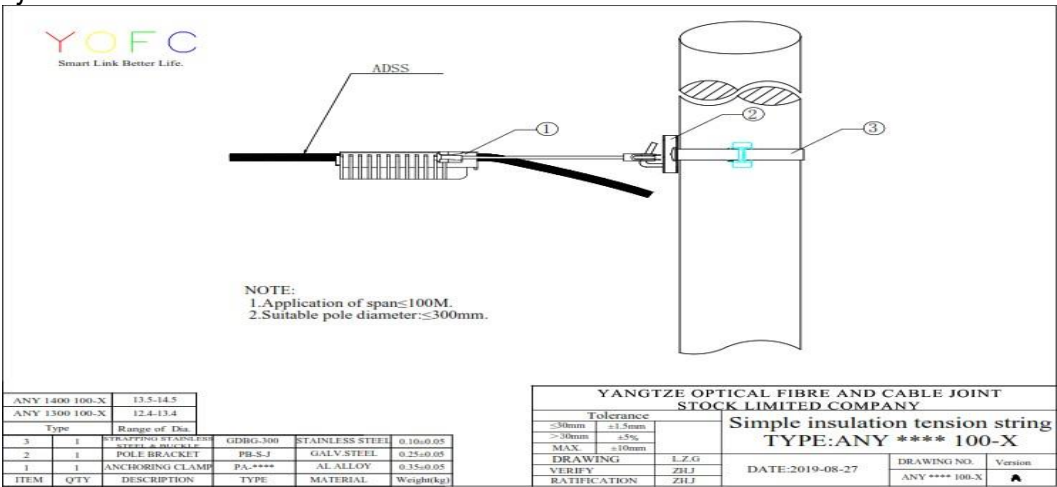 YOFC
Smart Link Better Life.
ADSS
1
2
3
NOTE:
1.Application of span≤100M.
2.Suitable pole diameter:≤300mm.
ANY 1400 100-X 13.5-14.5
ANY 1300 100-X 12.4-13.4
Type Range of Dia.
3 1 STRAPPING STAINLESS STEEL & BUCKLE GDBG-300 STAINLESS STEEL 0.10±0.05
2 1 POLE BRACKET PB-S-J GALV.STEEL 0.25±0.05
1 1 ANCHORING CLAMP PA-**** AL ALLOY 0.35±0.05
ITEM Q'TY DESCRIPTION TYPE MATERIAL Weight(kg)
YANGTZE OPTICAL FIBRE AND CABLE JOINT
STOCK LIMITED COMPANY
Tolerance
≤30mm ±1.5mm
>30mm ±5%
MAX. ±10mm
Simple insulation tension string
TYPE:ANY **** 100-X
DRAWING L.Z.G
VERIFY ZH.J
RATIFICATION ZH.J
DATE:2019-08-27
DRAWING NO. Version
ANY **** 100-X A